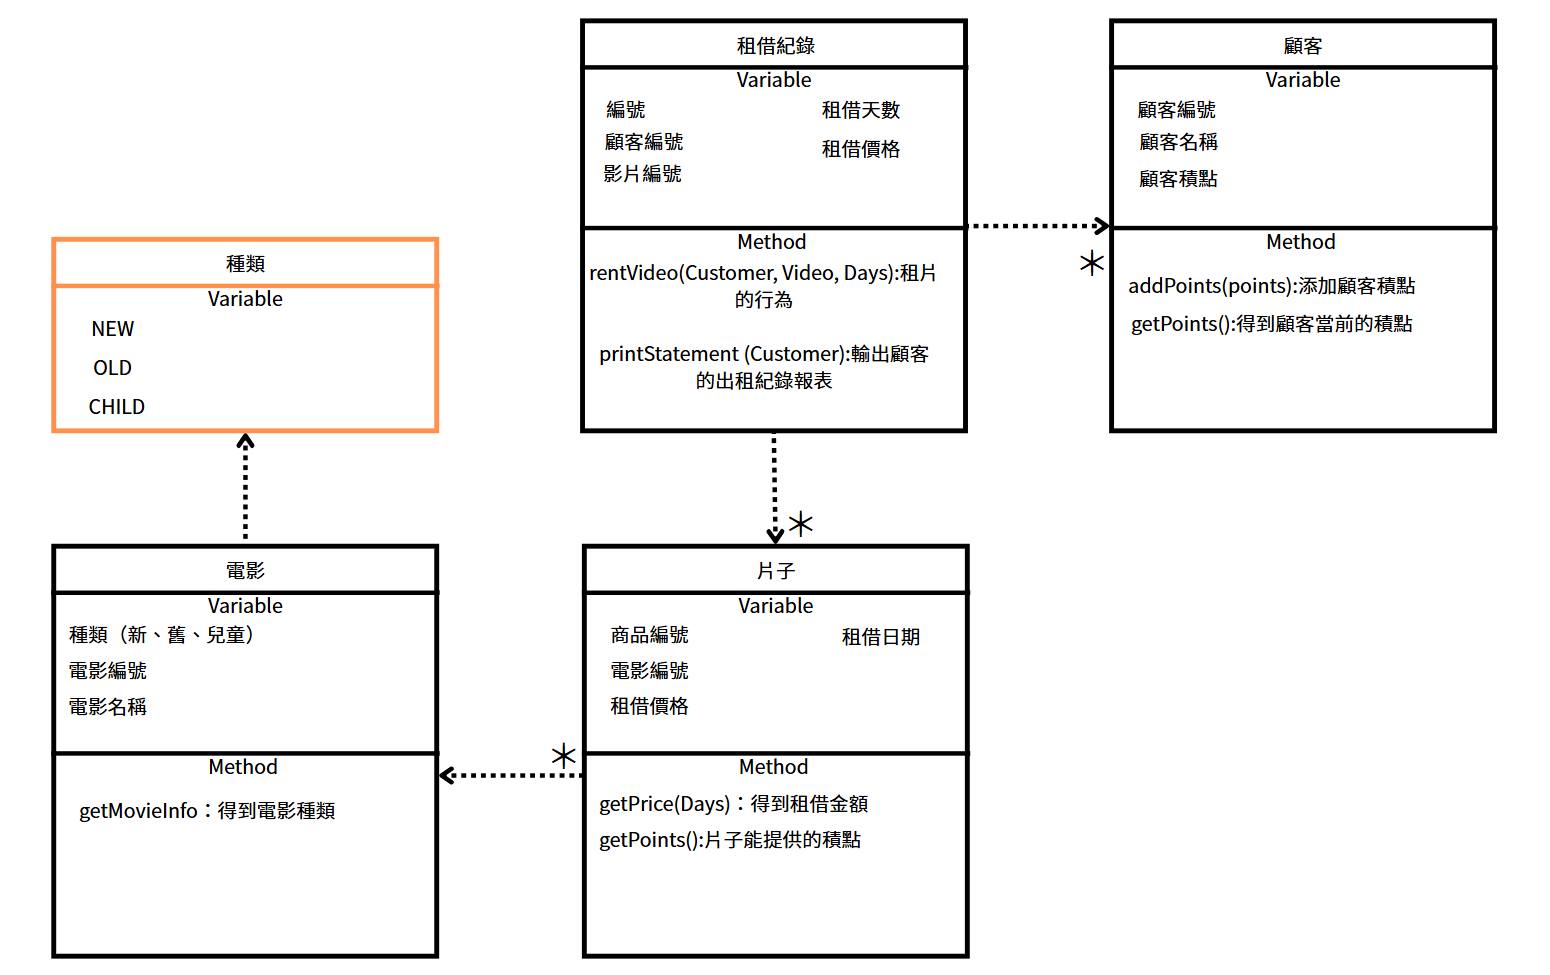 租借紀錄
Variable
編號
租借天數
顧客編號
租借價格
影片編號
Method
rentVideo(Customer, Video, Days):租片
的行為
printStatement (Customer):輸出顧客
的出租紀錄報表
顧客
Variable
顧客編號
顧客名稱
顧客積點
Method
addPoints(points):添加顧客積點
getPoints():得到顧客當前的積點
*
種類
Variable
NEW
OLD
CHILD
*
電影
Variable
種類（新、舊、兒童）
電影編號
電影名稱
Method
getMovieInfo：得到電影種類
*
片子
Variable
商品編號
租借日期
電影編號
租借價格
Method
getPrice(Days)：得到租借金額
getPoints():片子能提供的積點